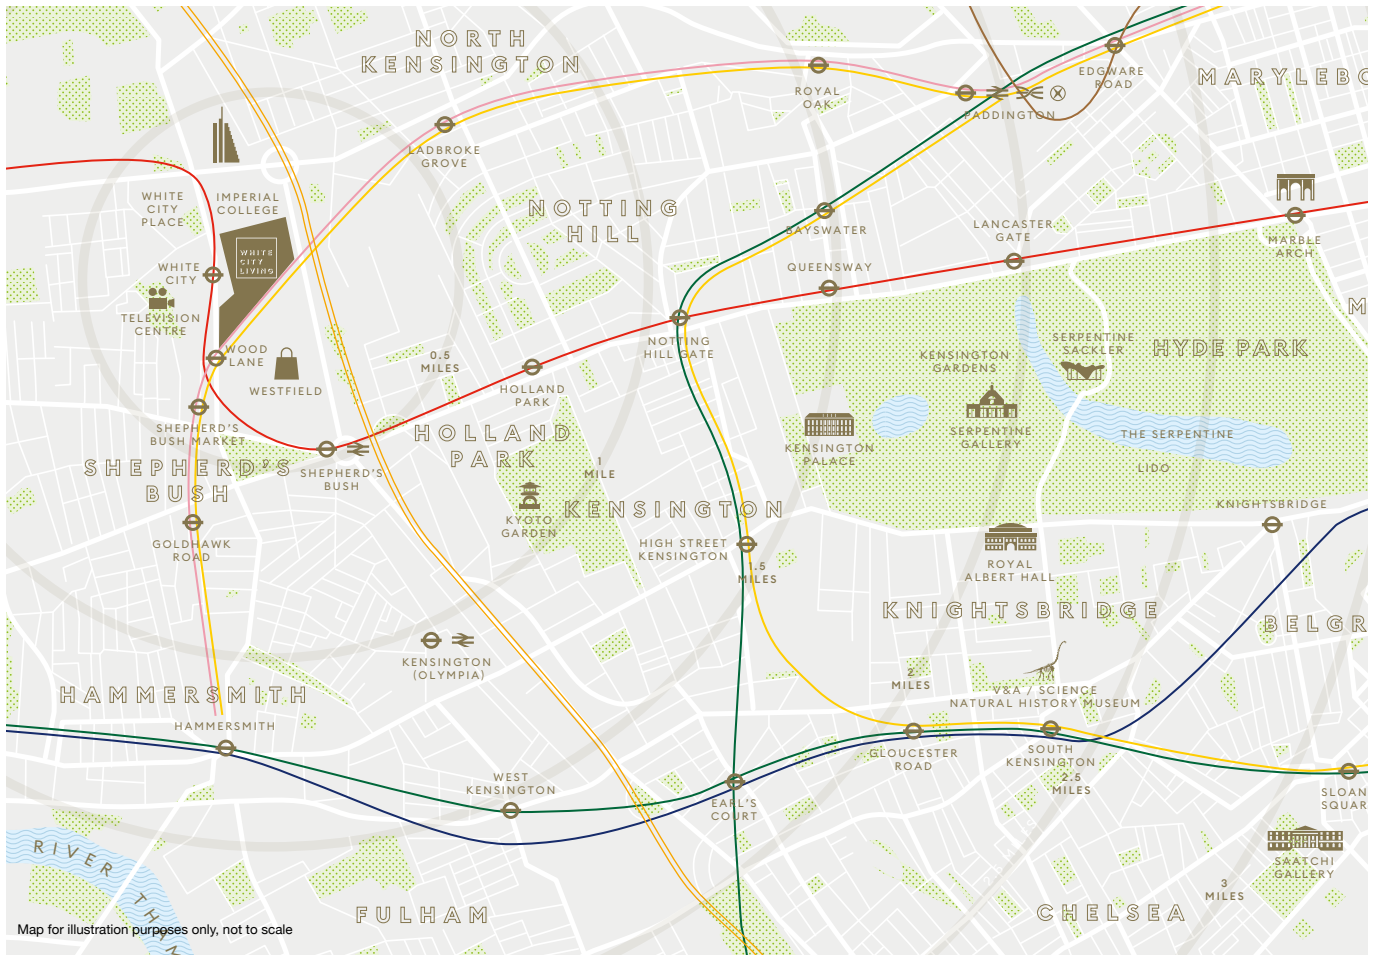 NORTH
KENSINGTON
ROYAL
OAK
EDGWARE
ROAD
PADDINGTON
LADBROKE
GROVE
WHITE
CITY
PLACE
IMPERIAL
COLLEGE
NOTTING
HILL
BAYSWATER
LANCASTER
GATE
MARBLE
ARCH
WHITE
CITY
LIVING
WHITE
CITY
QUEENSWAY
TELEVISION
CENTRE
NOTTING
HILL GATE
WOOD
LANE
0.5
MILES
KENSINGTON
GARDENS
SERPENTINE
SACKLER
HYDE PARK
WESTFIELD
HOLLAND
PARK
SHEPHERD'S
BUSH MARKET
HOLLAND
PARK
KENSINGTON
PALACE
SERPENTINE
GALLERY
THE SERPENTINE
LIDO
SHEPHERD'S
BUSH
SHEPHERD'S
BUSH
1
MILE
KYOTO
GARDEN
KENSINGTON
KNIGHTSBRIDGE
GOLDHAWK
ROAD
HIGH STREET
KENSINGTON
1.5
MILES
ROYAL
ALBERT HALL
KNIGHTSBRIDGE
BELGR
KENSINGTON
(OLYMPIA)
2
MILES
V&A / SCIENCE
NATURAL HISTORY MUSEUM
HAMMERSMITH
HAMMERSMITH
GLOUCESTER
ROAD
SOUTH
KENSINGTON
2.5
MILES
WEST
KENSINGTON
EARL'S
COURT
SLOAN
SQUAR
SAATCHI
GALLERY
3
MILES
CHELSEA
FULHAM
RIVER THAM
MARYLEBO
M
Map for illustration purposes only, not to scale